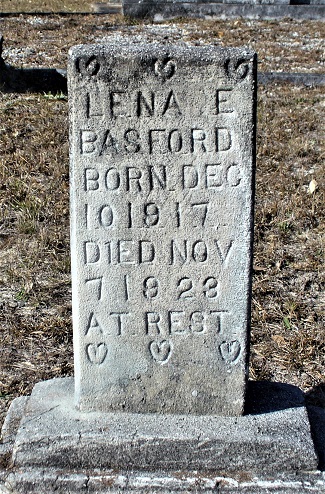 LENA E
BASFORD
BORN DEC
10 1917
DIED NOV
7 1923
AT REST